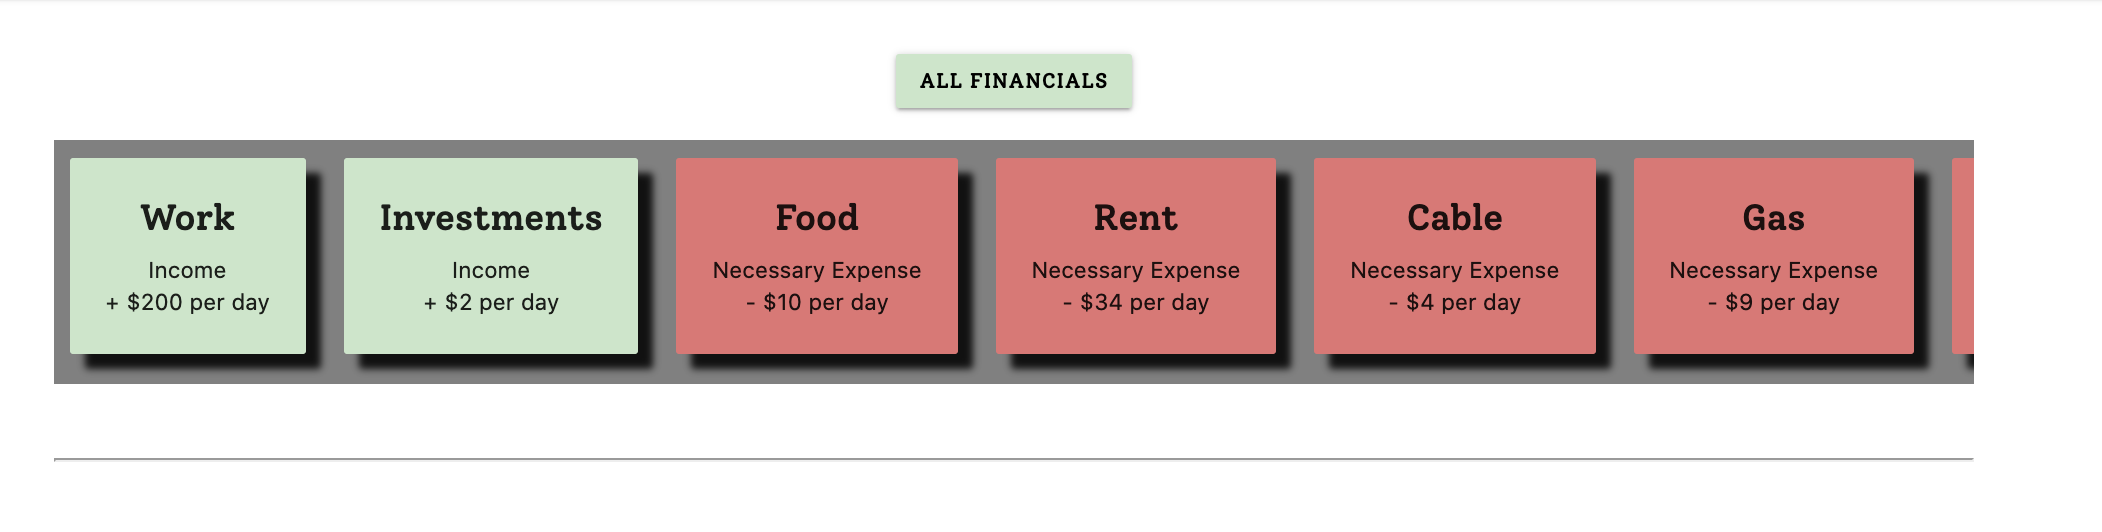 ALL FINANCIALS
Work
Income
+ $200 per day
Investments
Income
+ $2 per day
Food
Necessary Expense
- $10 per day
Rent
Necessary Expense
- $34 per day
Cable
Necessary Expense
- $4 per day
Gas
Necessary Expense
- $9 per day